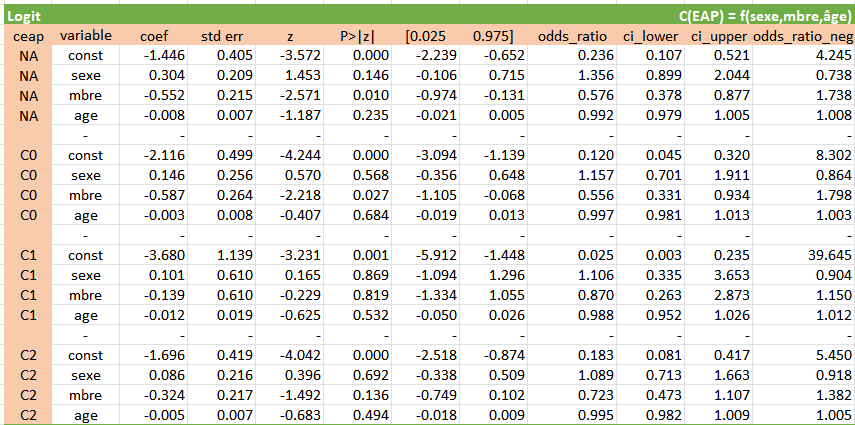 Logit C(EAP) = f(sexe,mbre,âge)
ceap variable coef std err z P>|z| [0.025 0.975] odds_ratio ci_lower ci_upper odds_ratio_neg
NA const -1.446 0.405 -3.572 0.000 -2.239 -0.652 0.236 0.107 0.521 4.245
NA sexe 0.304 0.209 1.453 0.146 -0.106 0.715 1.356 0.899 2.044 0.738
NA mbre -0.552 0.215 -2.571 0.010 -0.974 -0.131 0.576 0.378 0.877 1.738
NA age -0.008 0.007 -1.187 0.235 -0.021 0.005 0.992 0.979 1.005 1.008
- - - - - - - - - - -
C0 const -2.116 0.499 -4.244 0.000 -3.094 -1.139 0.120 0.045 0.320 8.302
C0 sexe 0.146 0.256 0.570 0.568 -0.356 0.648 1.157 0.701 1.911 0.864
C0 mbre -0.587 0.264 -2.218 0.027 -1.105 -0.068 0.556 0.331 0.934 1.798
C0 age -0.003 0.008 -0.407 0.684 -0.019 0.013 0.997 0.981 1.013 1.003
- - - - - - - - - - -
C1 const -3.680 1.139 -3.231 0.001 -5.912 -1.448 0.025 0.003 0.235 39.645
C1 sexe 0.101 0.610 0.165 0.869 -1.094 1.296 1.106 0.335 3.653 0.904
C1 mbre -0.139 0.610 -0.229 0.819 -1.334 1.055 0.870 0.263 2.873 1.150
C1 age -0.012 0.019 -0.625 0.532 -0.050 0.026 0.988 0.952 1.026 1.012
- - - - - - - - - - -
C2 const -1.696 0.419 -4.042 0.000 -2.518 -0.874 0.183 0.081 0.417 5.450
C2 sexe 0.086 0.216 0.396 0.692 -0.338 0.509 1.089 0.713 1.663 0.918
C2 mbre -0.324 0.217 -1.492 0.136 -0.749 0.102 0.723 0.473 1.107 1.382
C2 age -0.005 0.007 -0.683 0.494 -0.018 0.009 0.995 0.982 1.009 1.005